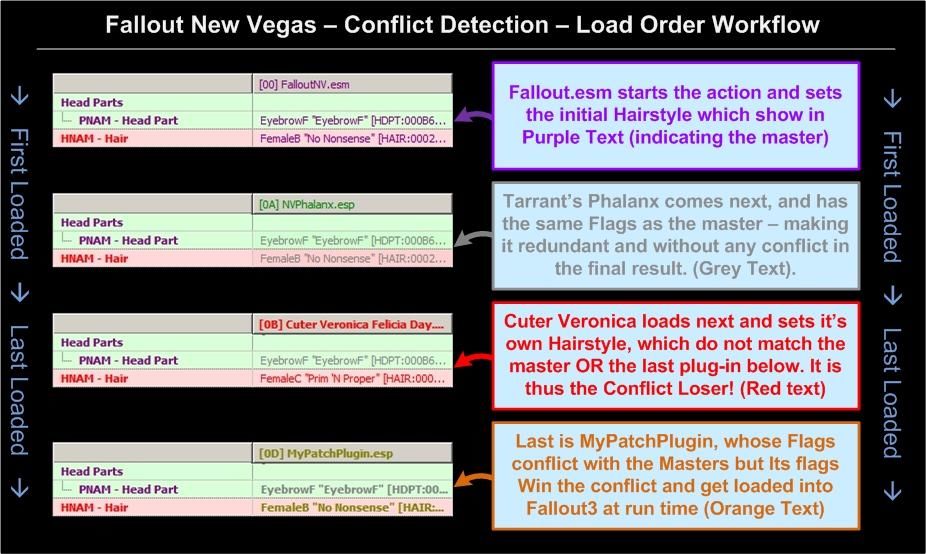 Fallout New Vegas – Conflict Detection – Load Order Workflow
First Loaded
Last Loaded
[00] FalloutNV.esm
Head Parts
PNAM - Head Part EyebrowF "EyebrowF" [HDPT:000B6...
HNAM - Hair FemaleB "No Nonsense" [HAIR:0002...
Fallout.esm starts the action and sets
the initial Hairstyle which show in
Purple Text (indicating the master)
[0A] NVPhalanx.esp
Head Parts
PNAM - Head Part EyebrowF "EyebrowF" [HDPT:000B6...
HNAM - Hair FemaleB "No Nonsense" [HAIR:0002...
Tarrant's Phalanx comes next, and has
the same Flags as the master – making
it redundant and without any conflict in
the final result. (Grey Text).
[0B] Cuter Veronica Felicia Day....
Head Parts
PNAM - Head Part EyebrowF "EyebrowF" [HDPT:000B6...
HNAM - Hair FemaleC "Prim 'N Proper" [HAIR:000...
Cuter Veronica loads next and sets it's
own Hairstyle, which do not match the
master OR the last plug-in below. It is
thus the Conflict Loser! (Red text)
[0D] MyPatchPlugin.esp
Head Parts
PNAM - Head Part EyebrowF "EyebrowF" [HDPT:00...
HNAM - Hair FemaleB "No Nonsense" [HAIR:...
Last is MyPatchPlugin, whose Flags
conflict with the Masters but Its flags
Win the conflict and get loaded into
Fallout3 at run time (Orange Text)
First Loaded
Last Loaded